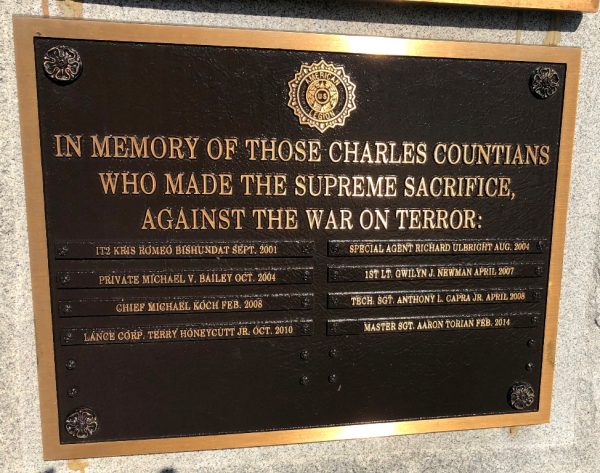 AMERICAN
U.S.
LEGION
IN MEMORY OF THOSE CHARLES COUNTIANS
WHO MADE THE SUPREME SACRIFICE,
AGAINST THE WAR ON TERROR:
IT2 KRIS ROMEO BISHUNDAT SEPT. 2001
SPECIAL AGENT RICHARD ULBRIGHT AUG. 2004
PRIVATE MICHAEL V. BAILEY OCT. 2004
1ST LT. GWILYN J. NEWMAN APRIL 2007
CHIEF MICHAEL KOCH FEB. 2008
TECH. SGT. ANTHONY L. CAPRA JR. APRIL 2008
LANCE CORP. TERRY HONEYCUTT JR. OCT. 2010
MASTER SGT. AARON TORIAN FEB. 2014